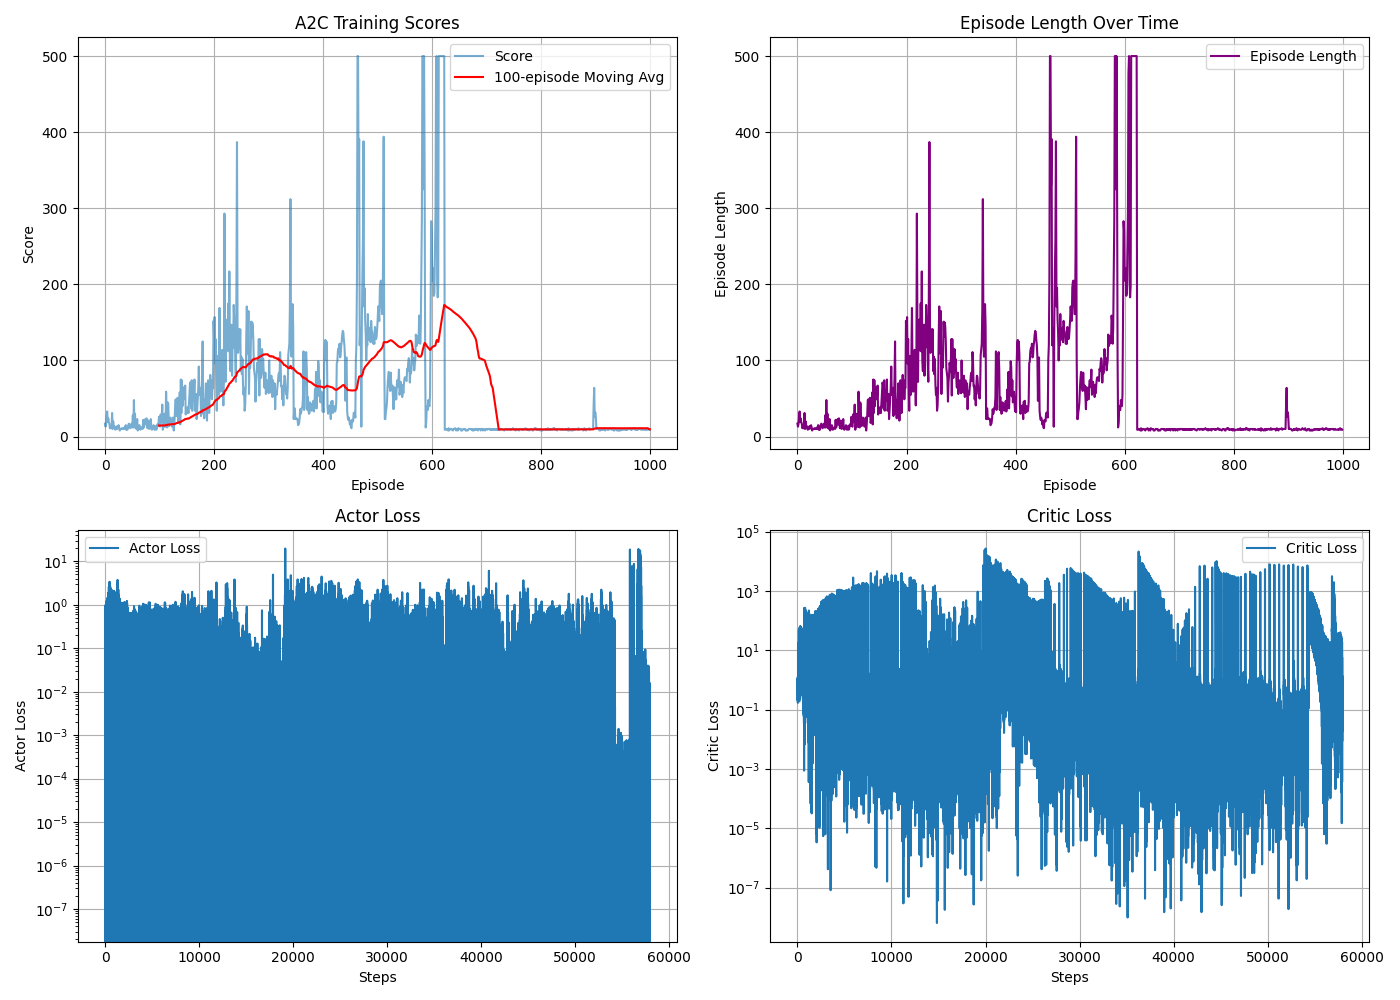 A2C Training Scores
Score
100-episode Moving Avg
500
400
300
200
100
0
Score
0 200 400 600 800 1000
Episode
Episode Length Over Time
Episode Length
500
400
300
200
100
0
Episode Length
0 200 400 600 800 1000
Episode
Actor Loss
Actor Loss
10¹
10⁰
10⁻¹
10⁻²
10⁻³
10⁻⁴
10⁻⁵
10⁻⁶
10⁻⁷
Actor Loss
0 10000 20000 30000 40000 50000 60000
Steps
Critic Loss
Critic Loss
10⁵
10³
10¹
10⁻¹
10⁻³
10⁻⁵
10⁻⁷
Critic Loss
0 10000 20000 30000 40000 50000 60000
Steps